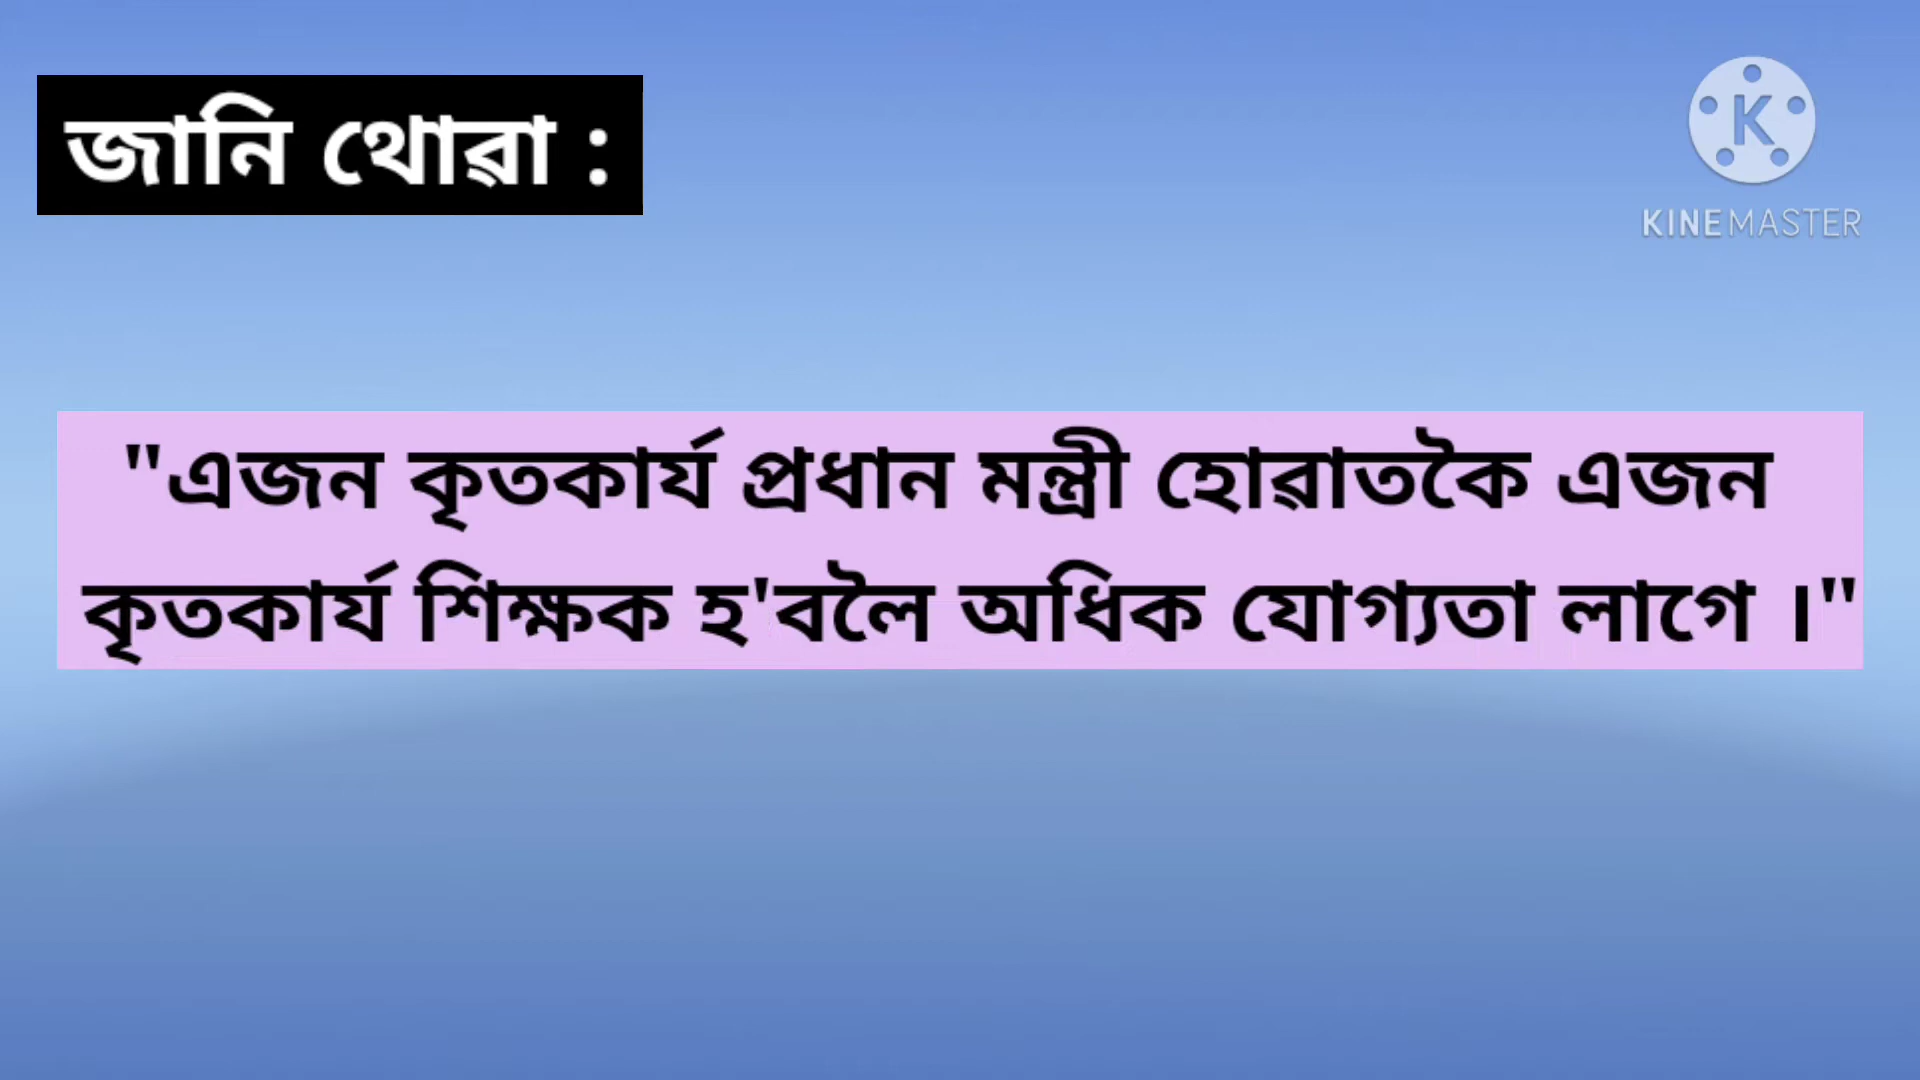 জানি থোৱা :
KINEMASTER
"এজন কৃতকাৰ্য প্ৰধান মন্ত্ৰী হোৱাতকৈ এজন
কৃতকাৰ্য শিক্ষক হ'বলৈ অধিক যোগ্যতা লাগে ।"